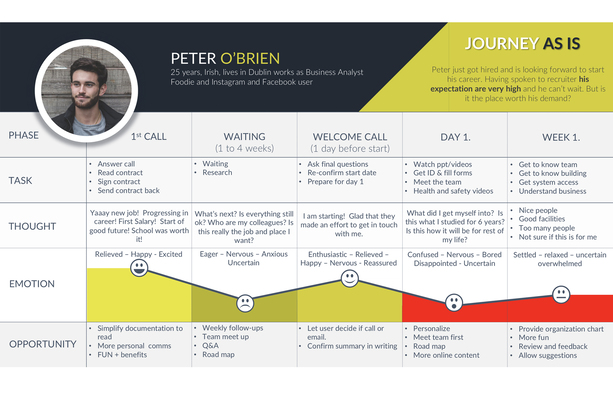 PETER O'BRIEN
25 years, Irish, lives in Dublin works as Business Analyst
Foodie and Instagram and Facebook user
JOURNEY AS IS
Peter just got hired and is looking forward to start
his career. Having spoken to recruiter his
expectation are very high and he can't wait. But is
it the place worth his demand?
PHASE
1st CALL
WAITING
(1 to 4 weeks)
WELCOME CALL
(1 day before start)
DAY 1.
WEEK 1.
TASK
• Answer call
• Read contract
• Sign contract
• Send contract back
• Waiting
• Research
• Ask final questions
• Re-confirm start date
• Prepare for day 1
• Watch ppt/videos
• Get ID & fill forms
• Meet the team
• Health and safety videos
• Get to know team
• Get to know building
• Get system access
• Understand business
THOUGHT
Yaaay new job! Progressing in
career! First Salary! Start of
good future! School was worth
it!
What's next? Is everything still
ok? Who are my colleagues? Is
this really the job and place I
want?
I am starting! Glad that they
made an effort to get in touch
with me.
What did I get myself into? Is
this what I studied for 6 years?
Is this how it will be for rest of
my life?
• Nice people
• Good facilities
• Too many people
• Not sure if this is for me
EMOTION
Relieved – Happy - Excited
Eager – Nervous – Anxious
Uncertain
Enthusiastic – Relieved –
Happy – Nervous - Reassured
Confused – Nervous – Bored
Disappointed - Uncertain
Settled – relaxed – uncertain
overwhelmed
OPPORTUNITY
• Simplify documentation to
read
• More personal comms
• FUN + benefits
• Weekly follow-ups
• Team meet up
• Q&A
• Road map
• Let user decide if call or
email.
• Confirm summary in writing
• Personalize
• Meet team first
• Road map
• More online content
• Provide organization chart
• More fun
• Review and feedback
• Allow suggestions